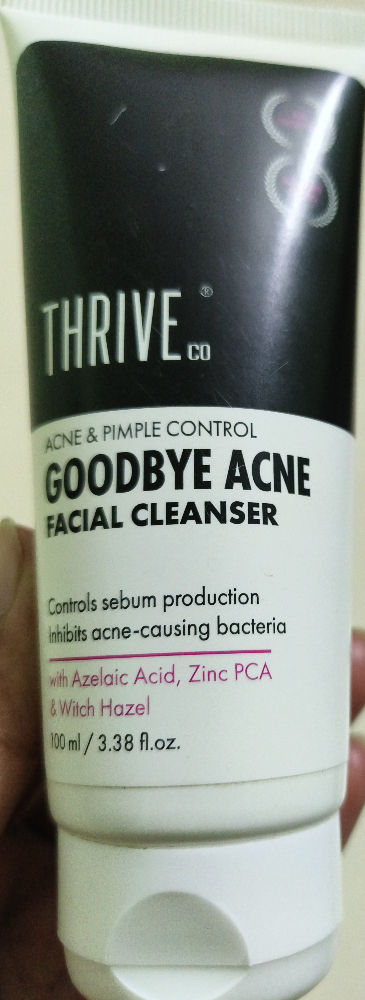 THRIVE®CO
ACNE & PIMPLE CONTROL
GOODBYE ACNE
FACIAL CLEANSER
Controls sebum production
Inhibits acne-causing bacteria
with Azelaic Acid, Zinc PCA
& Witch Hazel
100 ml / 3.38 fl.oz.